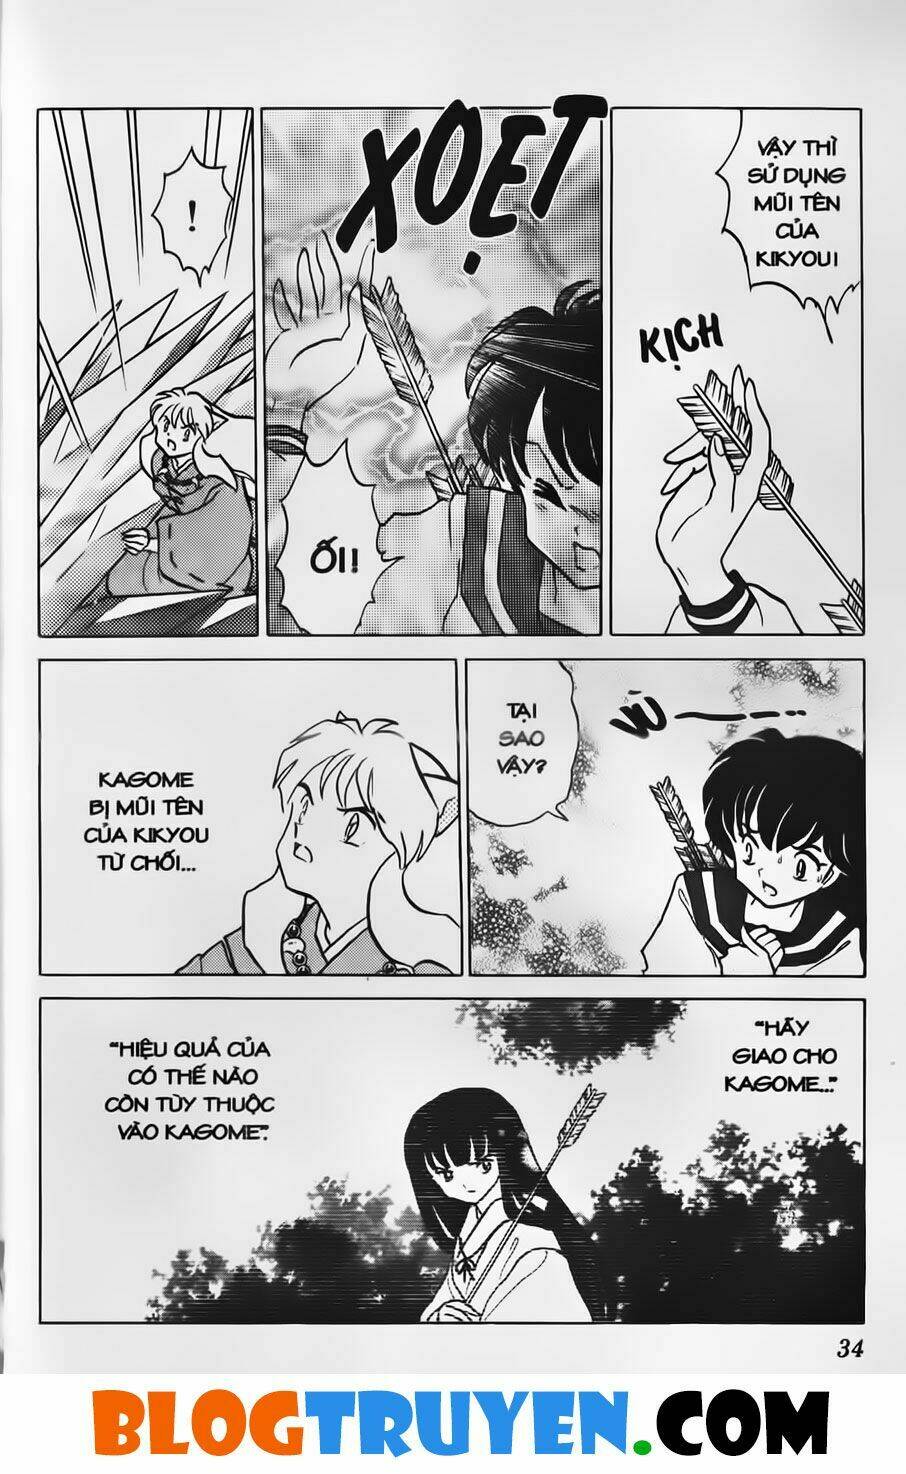 VẬY THÌ
SỬ DỤNG
MŨI TÊN
CỦA
KIKYOU!
KỊCH
XOẸT
ỐI!
!
VÙ
TẠI
SAO
VẬY?
KAGOME
BỊ MŨI TÊN
CỦA KIKYOU
TỪ CHỐI...
"HÃY
GIAO CHO
KAGOME..."
"HIỆU QUẢ CỦA
CÓ THẾ NÀO
CÒN TÙY THUỘC
VÀO KAGOME".
34
BLOGTRUYEN.COM